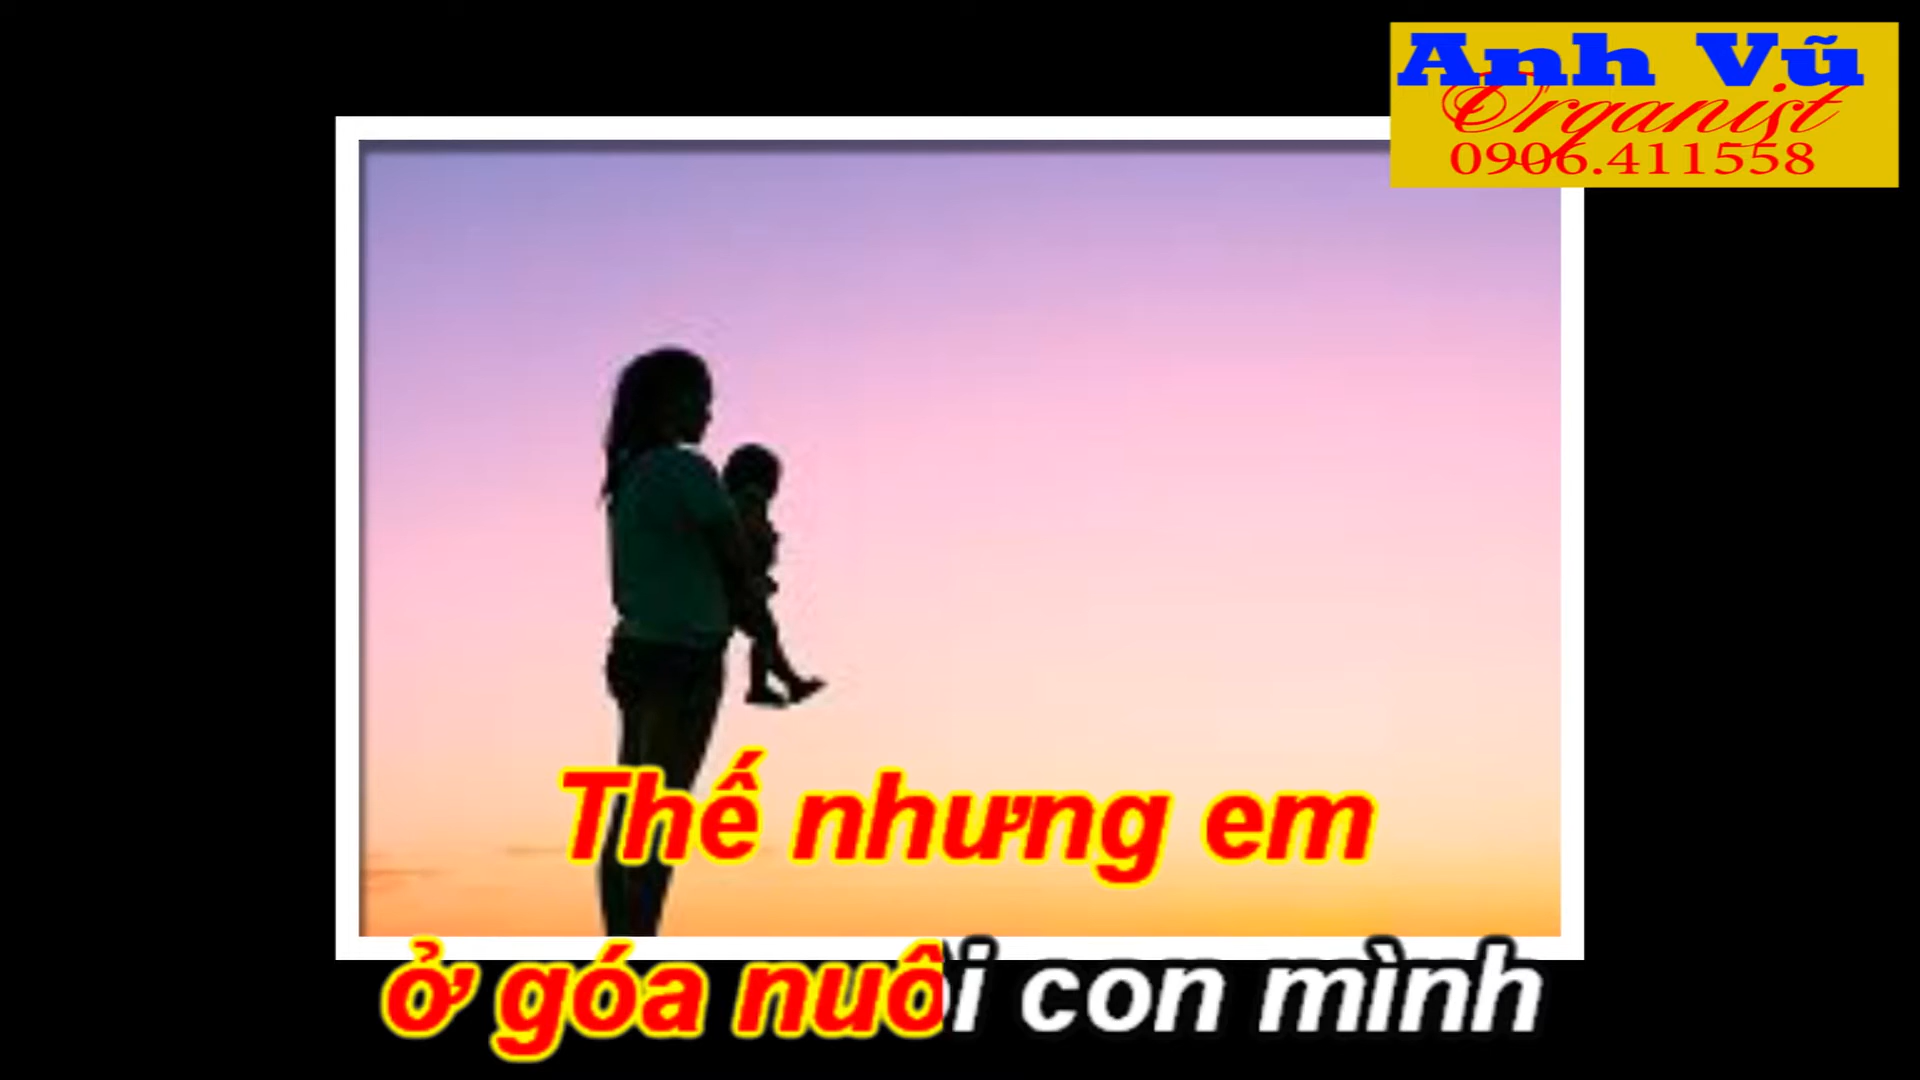 Anh Vũ
Organist
0906.411558
Thế nhưng em
ở góa nuôi con mình